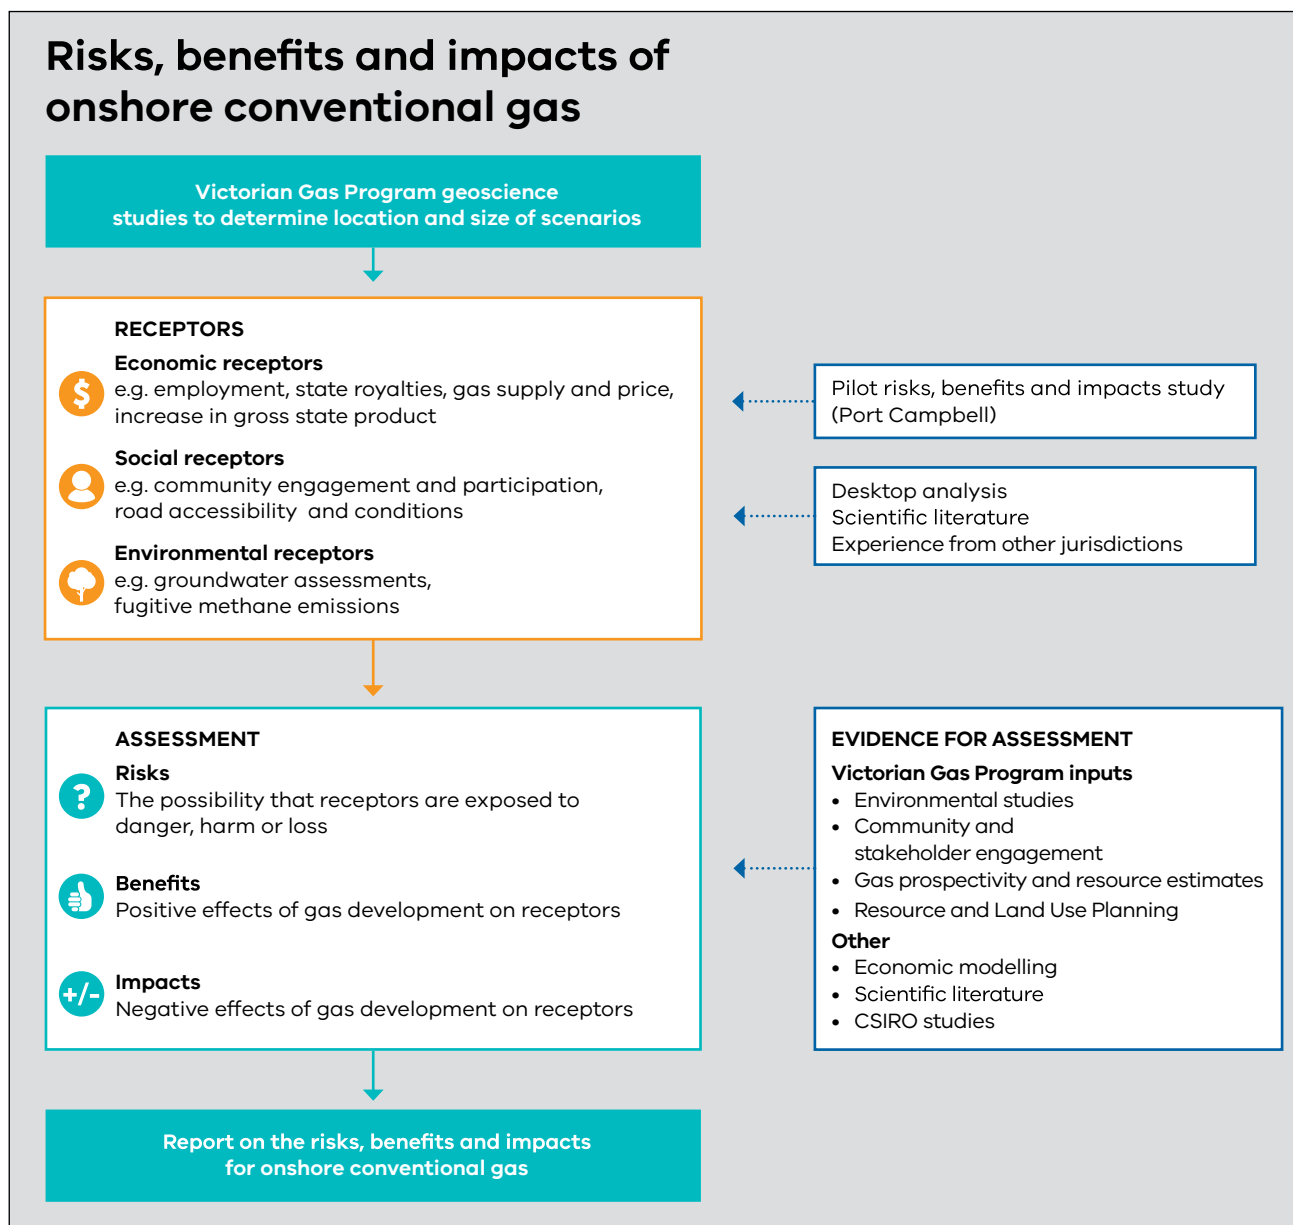 Risks, benefits and impacts of
onshore conventional gas
Victorian Gas Program geoscience
studies to determine location and size of scenarios
RECEPTORS
$
Economic receptors
e.g. employment, state royalties, gas supply and price,
increase in gross state product
Social receptors
e.g. community engagement and participation,
road accessibility and conditions
Environmental receptors
e.g. groundwater assessments,
fugitive methane emissions
Pilot risks, benefits and impacts study
(Port Campbell)
Desktop analysis
Scientific literature
Experience from other jurisdictions
ASSESSMENT
?
Risks
The possibility that receptors are exposed to
danger, harm or loss
Benefits
Positive effects of gas development on receptors
+/-
Impacts
Negative effects of gas development on receptors
EVIDENCE FOR ASSESSMENT
Victorian Gas Program inputs
• Environmental studies
• Community and
stakeholder engagement
• Gas prospectivity and resource estimates
• Resource and Land Use Planning
Other
• Economic modelling
• Scientific literature
• CSIRO studies
Report on the risks, benefits and impacts
for onshore conventional gas